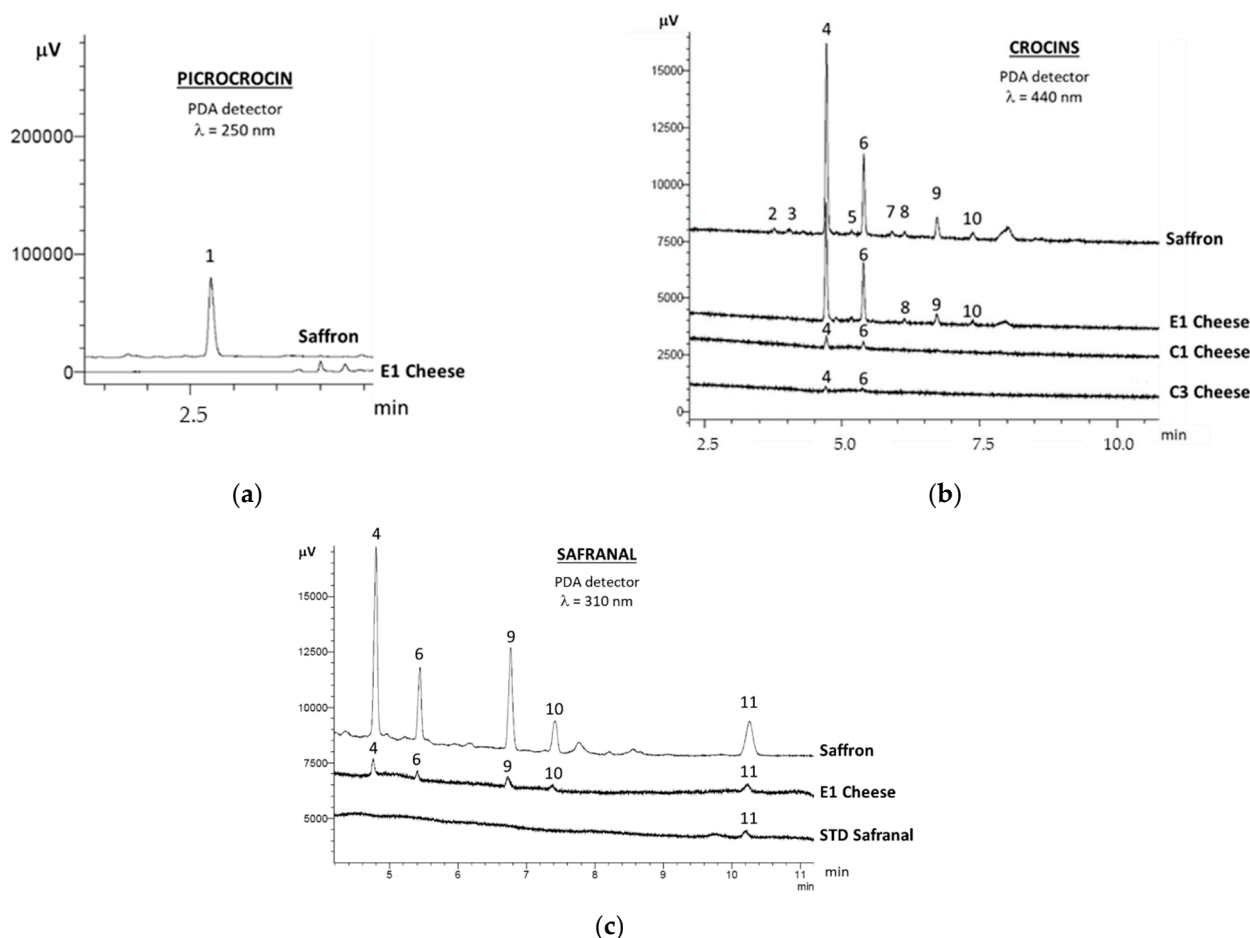 μV
PICROCROCIN
PDA detector
λ = 250 nm
200000
100000
1
Saffron
0
E1 Cheese
2.5
min
(a)
μV
4
CROCINS
PDA detector
λ = 440 nm
15000
12500
6
10000
2 3 5 7 8 9 10
7500
Saffron
6
5000
8 9 10
E1 Cheese
4 6
C1 Cheese
2500
4 6
C3 Cheese
0
2.5 5.0 7.5 10.0 min
(b)
μV
4
SAFRANAL
PDA detector
λ = 310 nm
15000
12500
6 9
10000
10 11
Saffron
7500
4 6 9 10 11
E1 Cheese
5000
11
STD Safranal
5 6 7 8 9 10 11 min
min
(c)